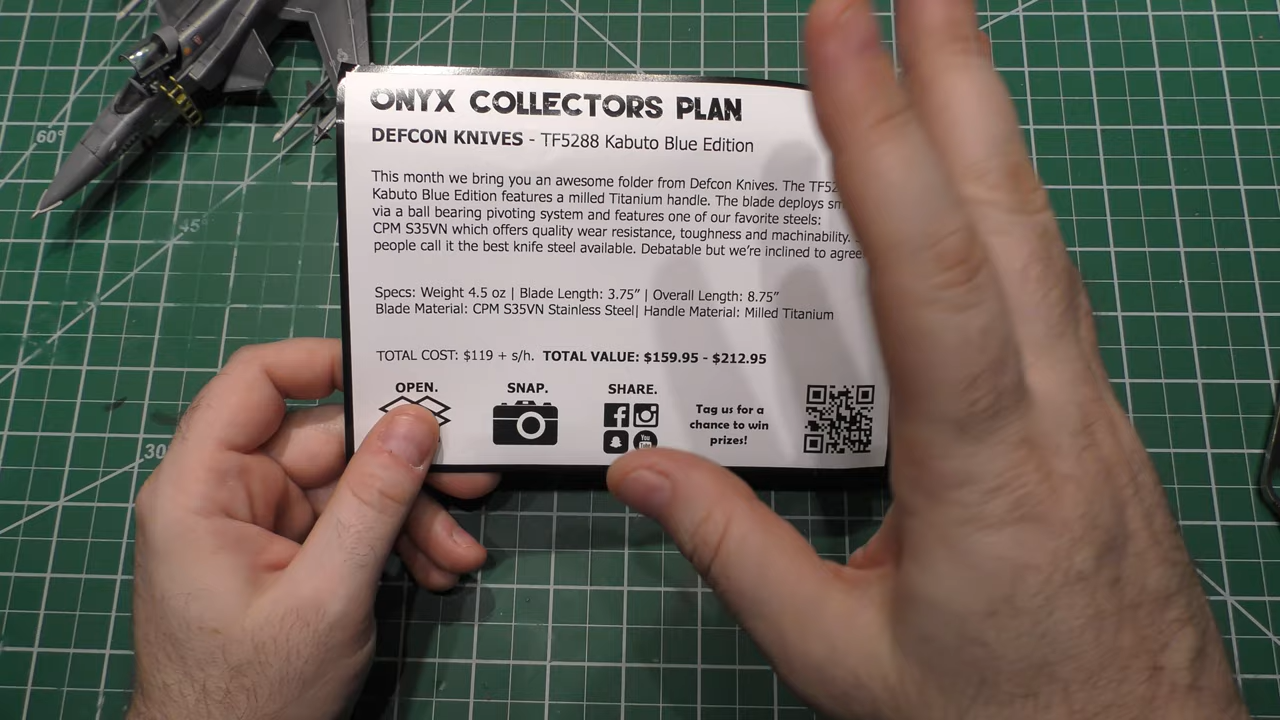 ONYX COLLECTORS PLAN
DEFCON KNIVES - TF5288 Kabuto Blue Edition
This month we bring you an awesome folder from Defcon Knives. The
Kabuto Blue Edition features a milled Titanium handle. The blade deploys
via a ball bearing pivoting system and features one of our favorite steels:
CPM S35VN which offers quality wear resistance, toughness and machinability.
people call it the best knife steel available. Debatable but we're inclined to agree
Specs: Weight 4.5 oz | Blade Length: 3.75" | Overall Length: 8.75"
Blade Material: CPM S35VN Stainless Steel| Handle Material: Milled Titanium
TOTAL COST: $119 + s/h. TOTAL VALUE: $159.95 - $212.95
OPEN. SNAP. SHARE.
Tag us for a
chance to win
prizes!
60°
45°
30